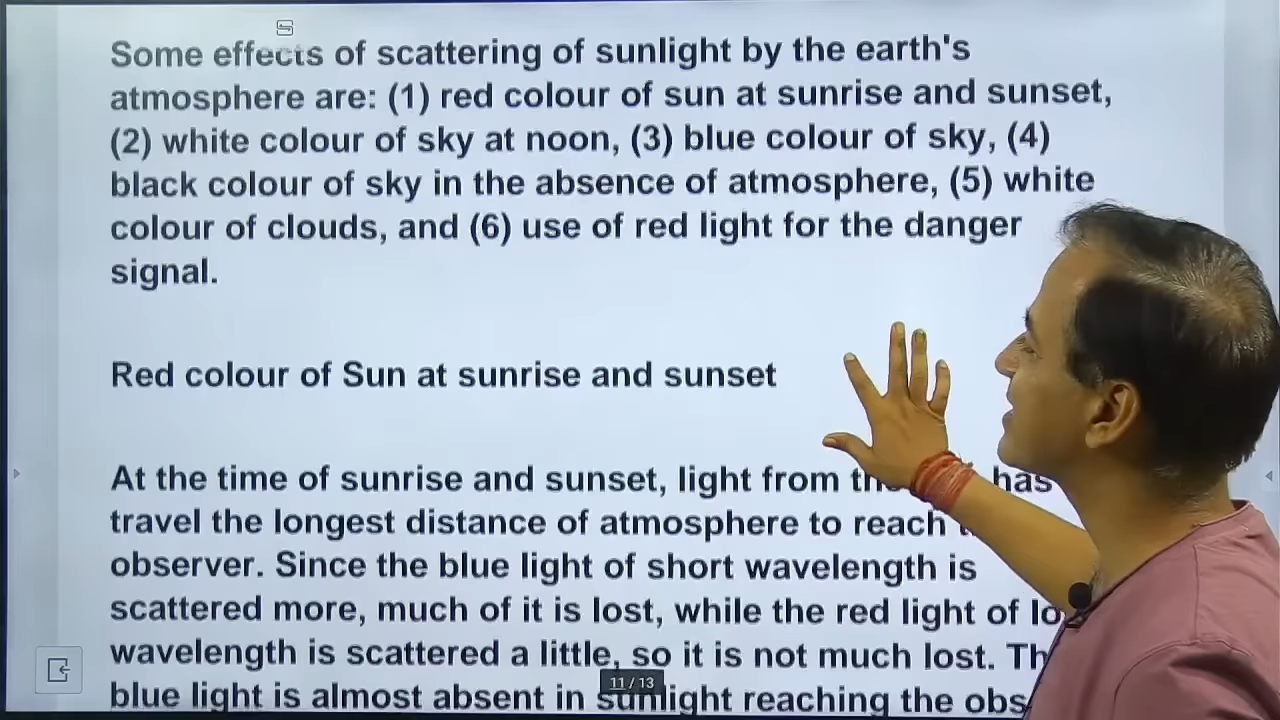 Some effects of scattering of sunlight by the earth's
atmosphere are: (1) red colour of sun at sunrise and sunset,
(2) white colour of sky at noon, (3) blue colour of sky, (4)
black colour of sky in the absence of atmosphere, (5) white
colour of clouds, and (6) use of red light for the danger
signal.
Red colour of Sun at sunrise and sunset
At the time of sunrise and sunset, light from has
travel the longest distance of atmosphere to reach
observer. Since the blue light of short wavelength is
scattered more, much of it is lost, while the red light of
wavelength is scattered a little, so it is not much lost.
blue light is almost absent in sunlight reaching the
11 / 13